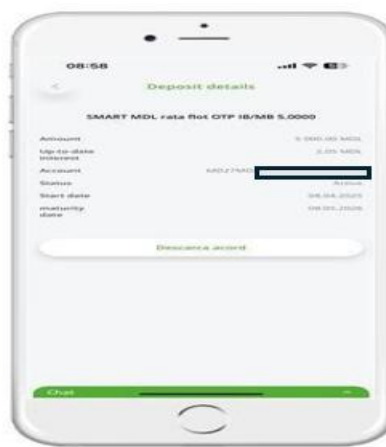 08:58
Deposit details
SMART MDL rata flot OTP IB/MB 5.0000
Amount 5 000.00 MDL
Up-to-date interest 2.05 MDL
Account MD27MD
Status
Start date 08.04.2025
maturity date 08.05.2026
Descarca acord
Chat